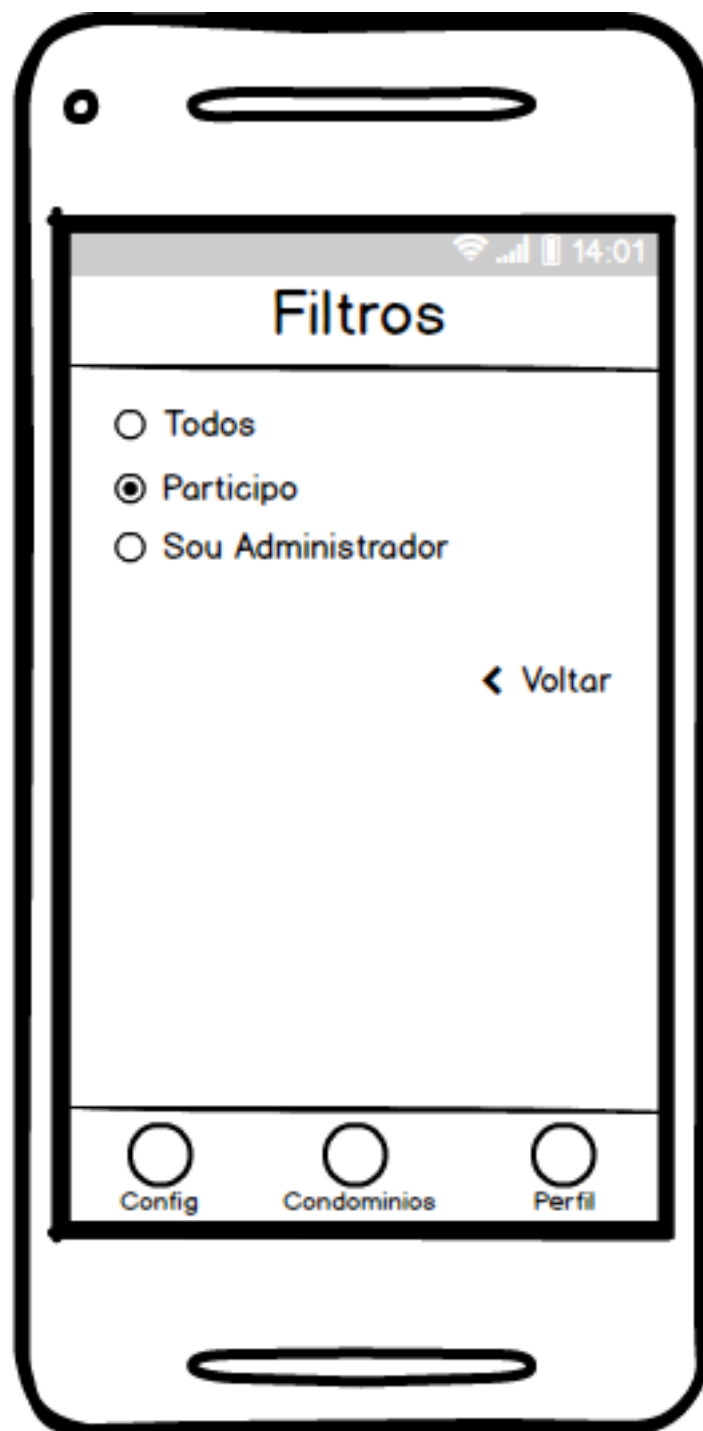 14:01
Filtros
Todos
Participo
Sou Administrador
Voltar
Config Condominios Perfil